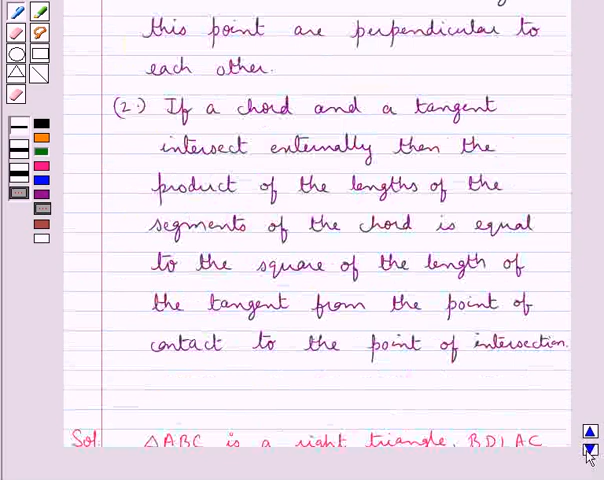 this point are perpendicular to
each other.
(2.) If a chord and a tangent
intersect externally then the
product of the lengths of the
segments of the chord is equal
to the square of the length of
the tangent from the point of
contact to the point of intersection.
Sol. △ABC is a right triangle. BD⊥AC